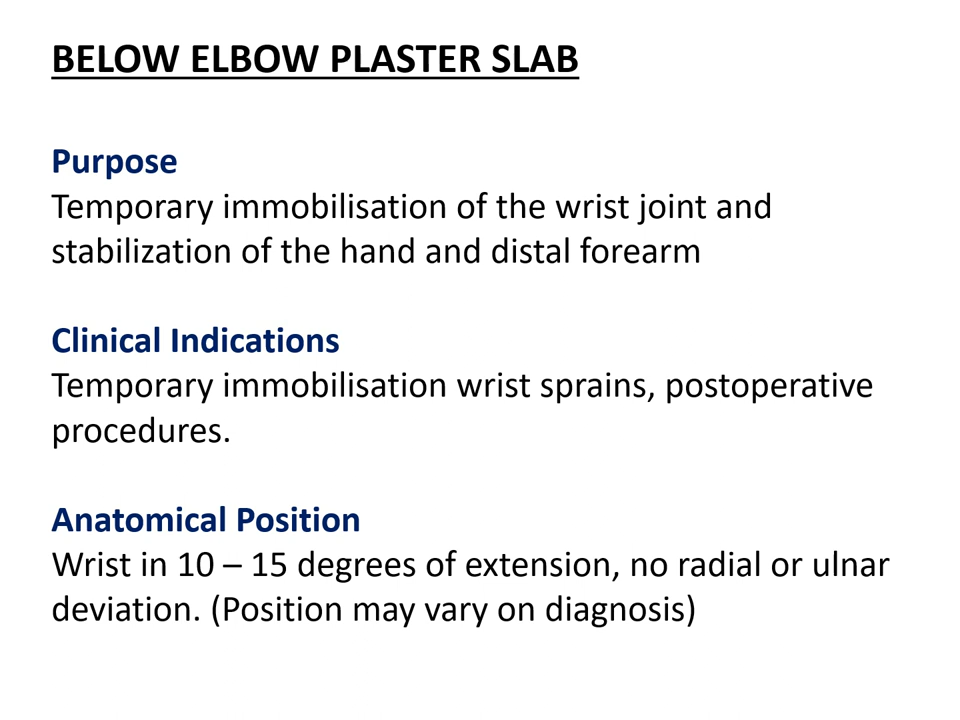 BELOW ELBOW PLASTER SLAB
Purpose
Temporary immobilisation of the wrist joint and
stabilization of the hand and distal forearm
Clinical Indications
Temporary immobilisation wrist sprains, postoperative
procedures.
Anatomical Position
Wrist in 10 – 15 degrees of extension, no radial or ulnar
deviation. (Position may vary on diagnosis)